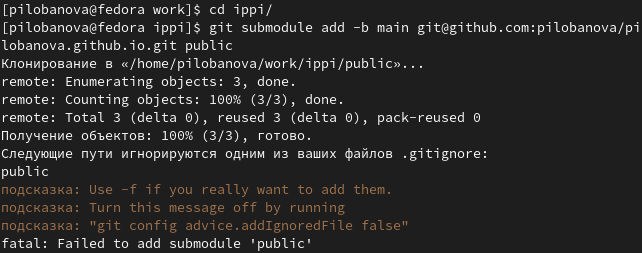 [pilobanova@fedora work]$ cd ippi/
[pilobanova@fedora ippi]$ git submodule add -b main git@github.com:pilobanova/pi
lobanova.github.io.git public
Клонирование в «/home/pilobanova/work/ippi/public»...
remote: Enumerating objects: 3, done.
remote: Counting objects: 100% (3/3), done.
remote: Total 3 (delta 0), reused 3 (delta 0), pack-reused 0
Получение объектов: 100% (3/3), готово.
Следующие пути игнорируются одним из ваших файлов .gitignore:
public
подсказка: Use -f if you really want to add them.
подсказка: Turn this message off by running
подсказка: "git config advice.addIgnoredFile false"
fatal: Failed to add submodule 'public'